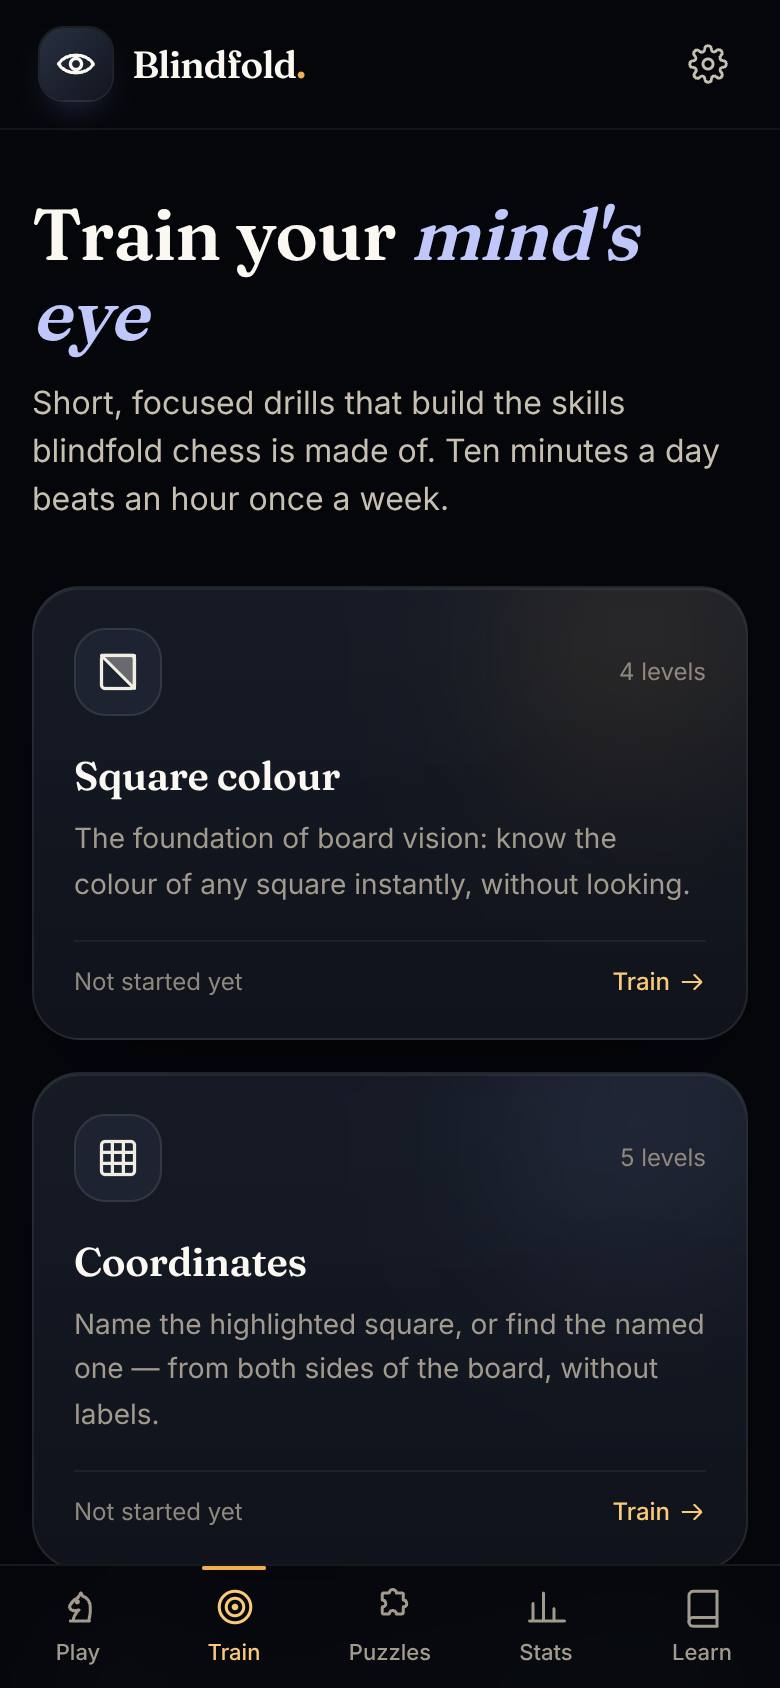 Blindfold.
Train your mind's
eye
Short, focused drills that build the skills
blindfold chess is made of. Ten minutes a day
beats an hour once a week.
4 levels
Square colour
The foundation of board vision: know the
colour of any square instantly, without looking.
Not started yet
Train →
5 levels
Coordinates
Name the highlighted square, or find the named
one — from both sides of the board, without
labels.
Not started yet
Train →
Play
Train
Puzzles
Stats
Learn